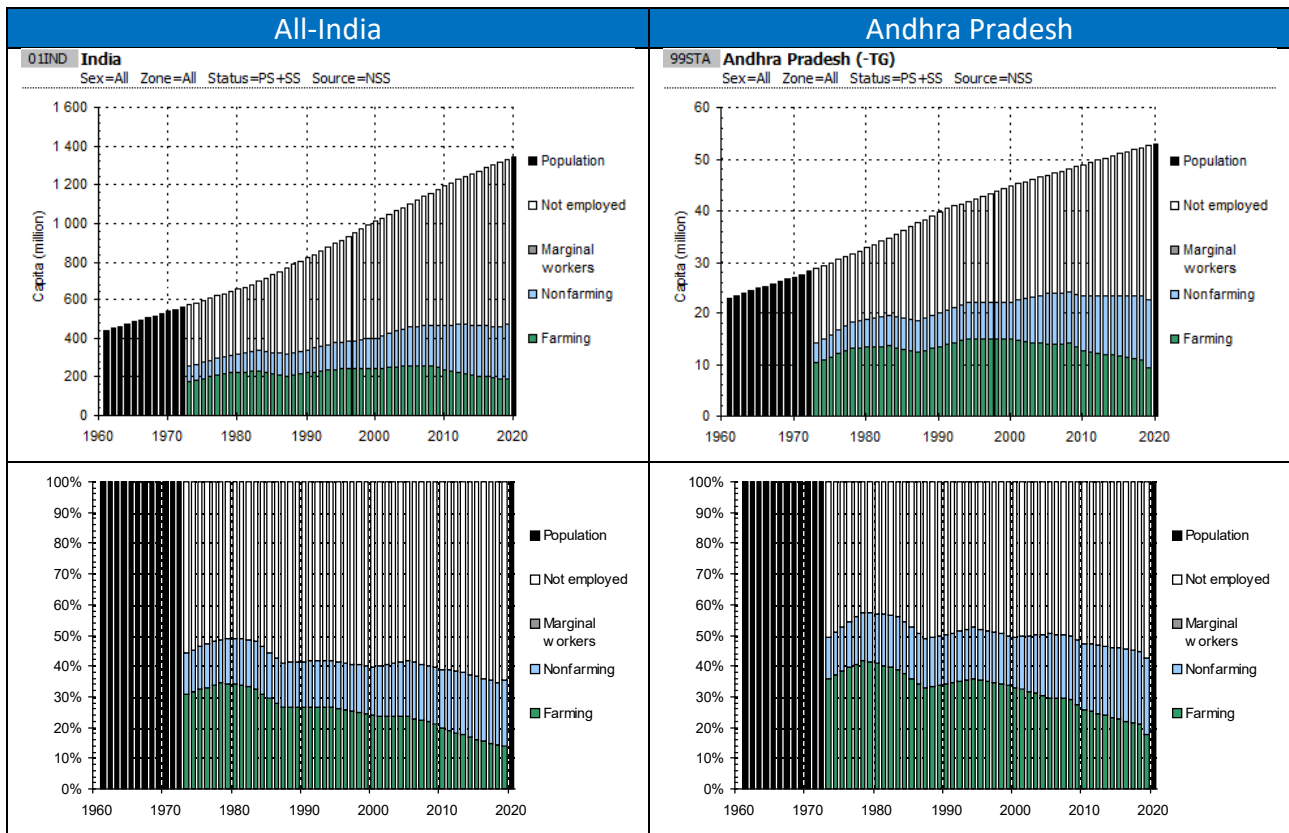 All-India
Andhra Pradesh
01IND India
Sex=All Zone=All Status=PS+SS Source=NSS
Capita (million)
1 600
1 400
1 200
1 000
800
600
400
200
0
1960 1970 1980 1990 2000 2010 2020
Population
Not employed
Marginal
workers
Nonfarming
Farming
99STA Andhra Pradesh (-TG)
Sex=All Zone=All Status=PS+SS Source=NSS
Capita (million)
60
50
40
30
20
10
0
1960 1970 1980 1990 2000 2010 2020
Population
Not employed
Marginal
workers
Nonfarming
Farming
100%
90%
80%
70%
60%
50%
40%
30%
20%
10%
0%
1960 1970 1980 1990 2000 2010 2020
Population
Not employed
Marginal
workers
Nonfarming
Farming
100%
90%
80%
70%
60%
50%
40%
30%
20%
10%
0%
1960 1970 1980 1990 2000 2010 2020
Population
Not employed
Marginal
workers
Nonfarming
Farming